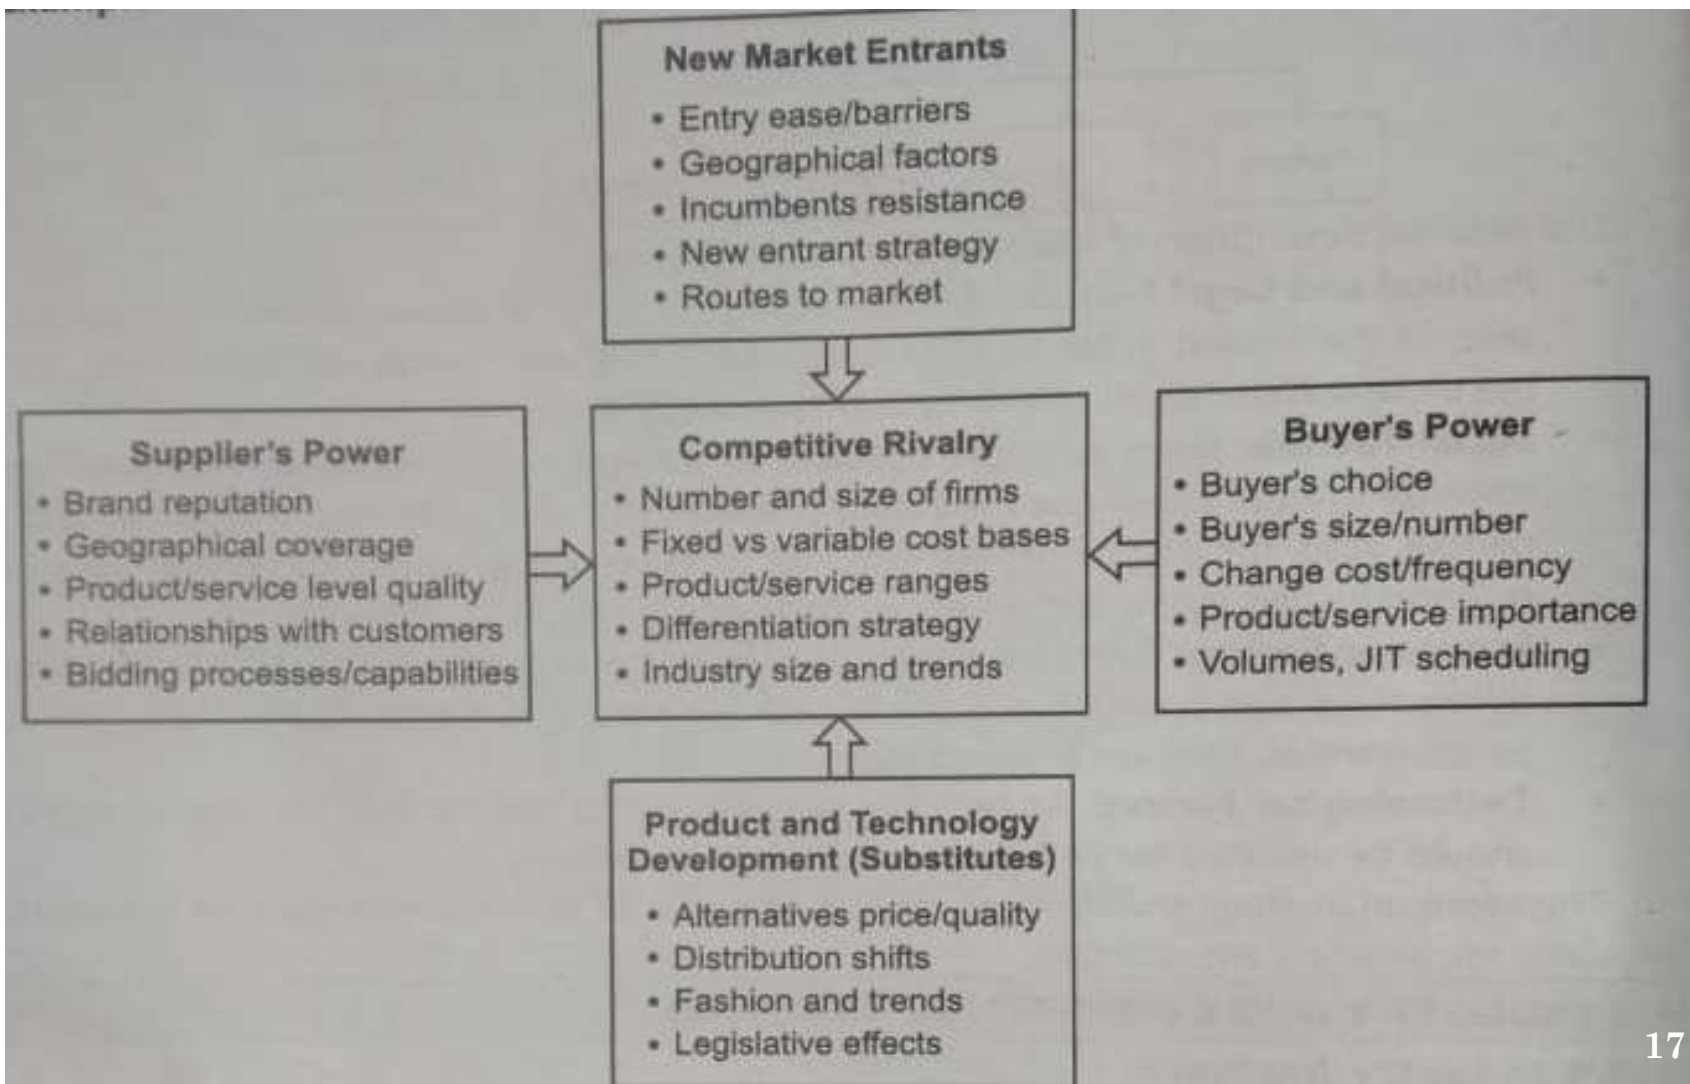 New Market Entrants
• Entry ease/barriers
• Geographical factors
• Incumbents resistance
• New entrant strategy
• Routes to market
Supplier's Power
• Brand reputation
• Geographical coverage
• Product/service level quality
• Relationships with customers
• Bidding processes/capabilities
Competitive Rivalry
• Number and size of firms
• Fixed vs variable cost bases
• Product/service ranges
• Differentiation strategy
• Industry size and trends
Buyer's Power
• Buyer's choice
• Buyer's size/number
• Change cost/frequency
• Product/service importance
• Volumes, JIT scheduling
Product and Technology
Development (Substitutes)
• Alternatives price/quality
• Distribution shifts
• Fashion and trends
• Legislative effects
17